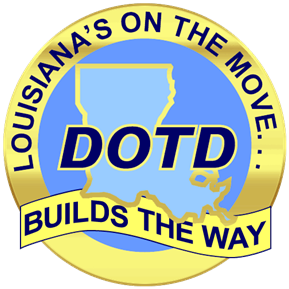 LOUISIANA'S ON THE MOVE....
DOTD
BUILDS THE WAY